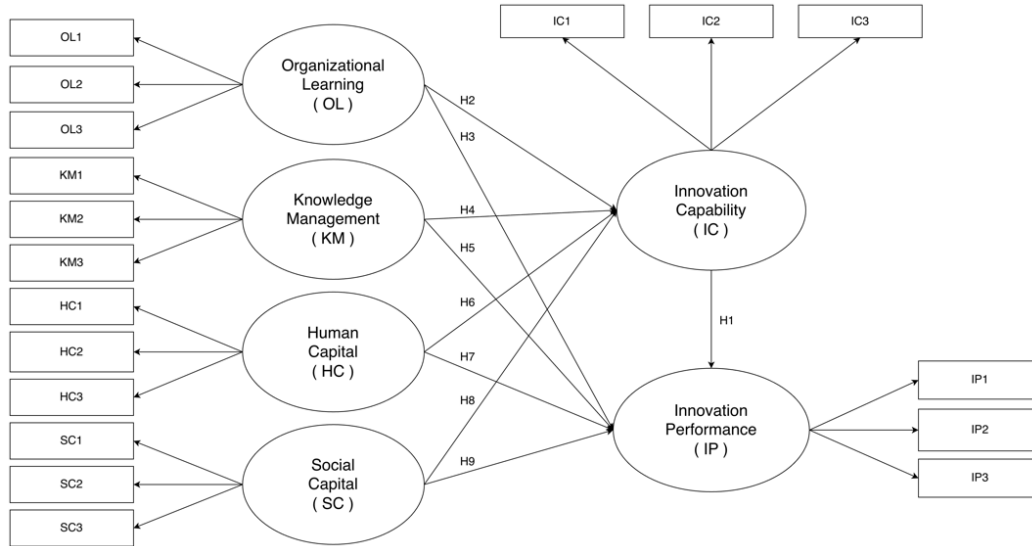 OL1
OL2
OL3
KM1
KM2
KM3
HC1
HC2
HC3
SC1
SC2
SC3
Organizational
Learning
( OL )
Knowledge
Management
( KM )
Human
Capital
( HC )
Social
Capital
( SC )
H2
H3
H4
H5
H6
H7
H8
H9
IC1
IC2
IC3
Innovation
Capability
( IC )
H1
Innovation
Performance
( IP )
IP1
IP2
IP3